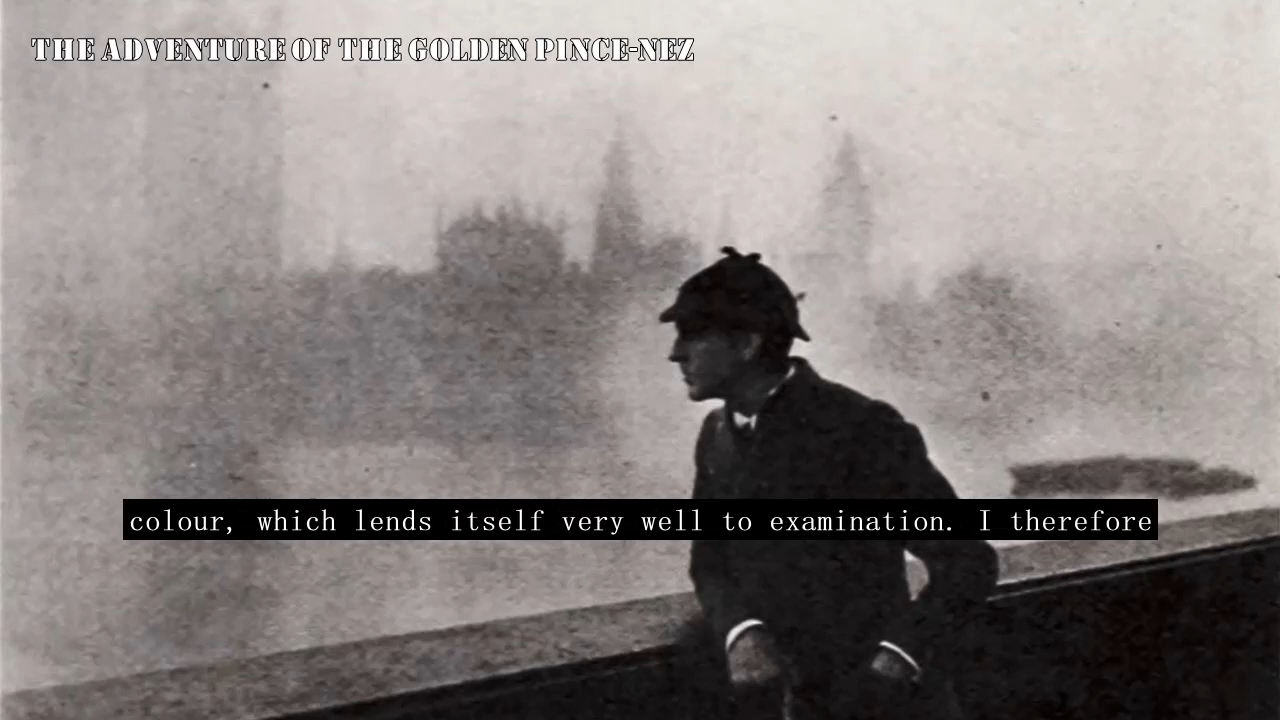 THE ADVENTURE OF THE GOLDEN PINCE-NEZ
colour, which lends itself very well to examination. I therefore